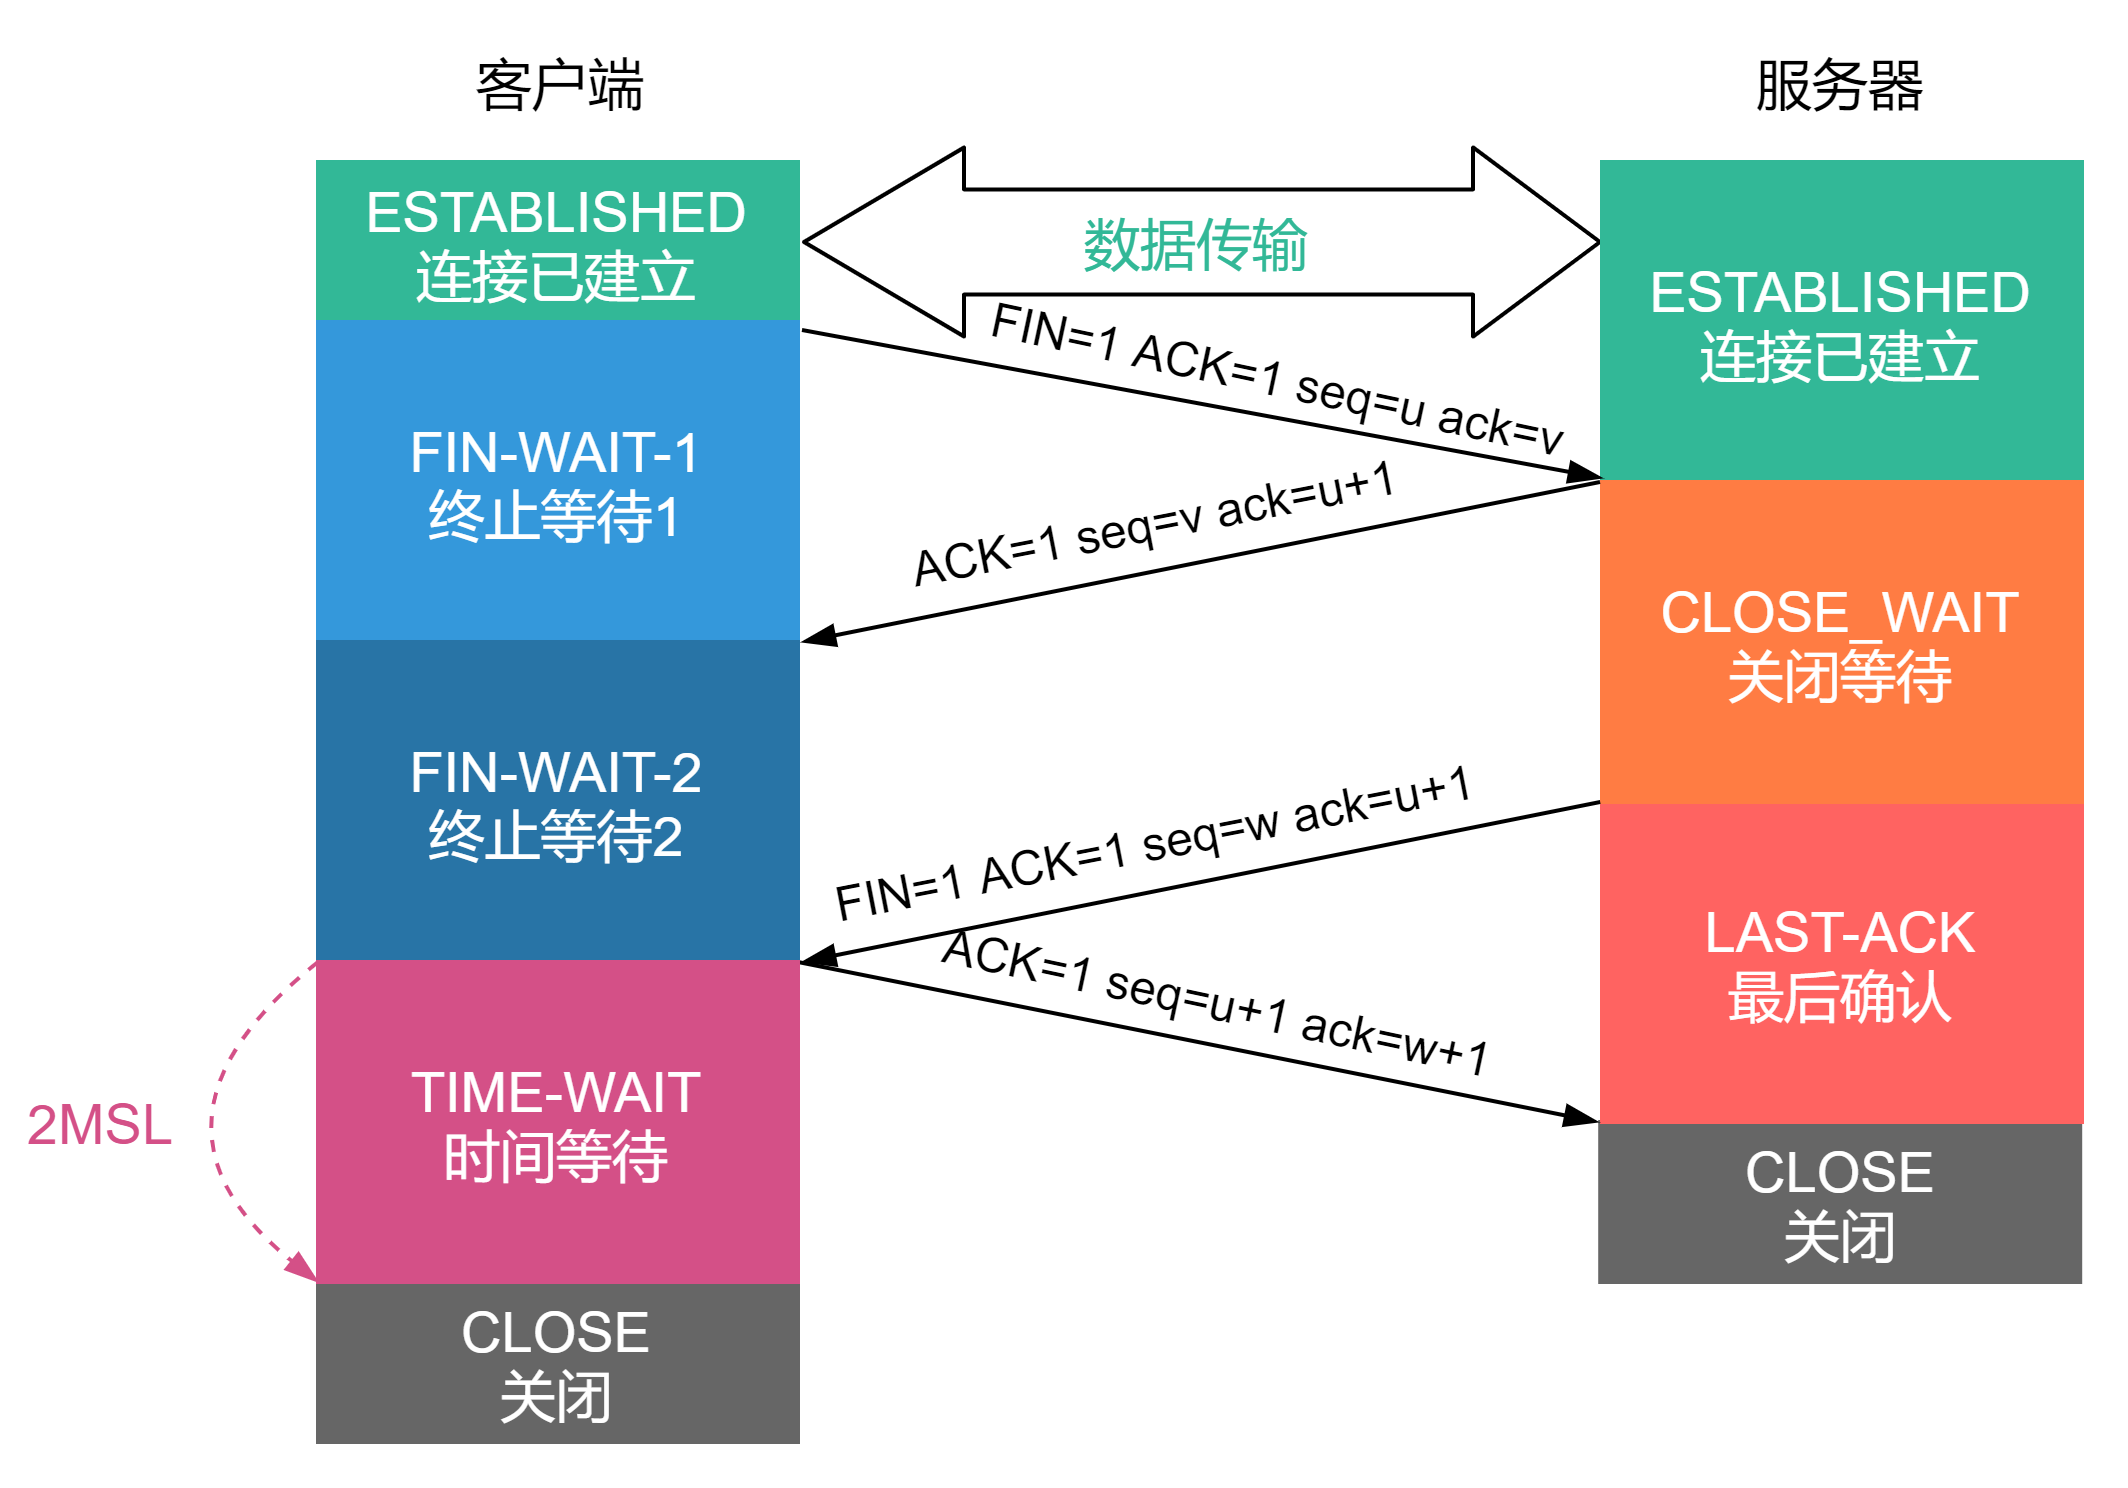 客户端
服务器
ESTABLISHED
连接已建立
数据传输
ESTABLISHED
连接已建立
FIN=1 ACK=1 seq=u ack=v
FIN-WAIT-1
终止等待1
ACK=1 seq=v ack=u+1
CLOSE_WAIT
关闭等待
FIN-WAIT-2
终止等待2
FIN=1 ACK=1 seq=w ack=u+1
LAST-ACK
最后确认
ACK=1 seq=u+1 ack=w+1
2MSL
TIME-WAIT
时间等待
CLOSE
关闭
CLOSE
关闭